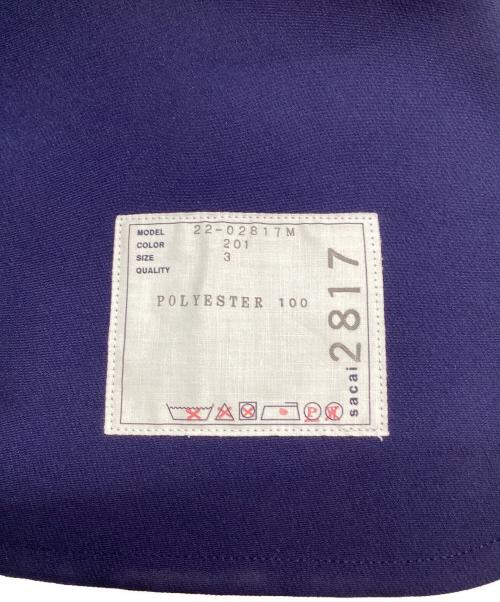 MODEL 22-02817M
COLOR 201
SIZE 3
QUALITY
POLYESTER 100
sacai 2817
P W